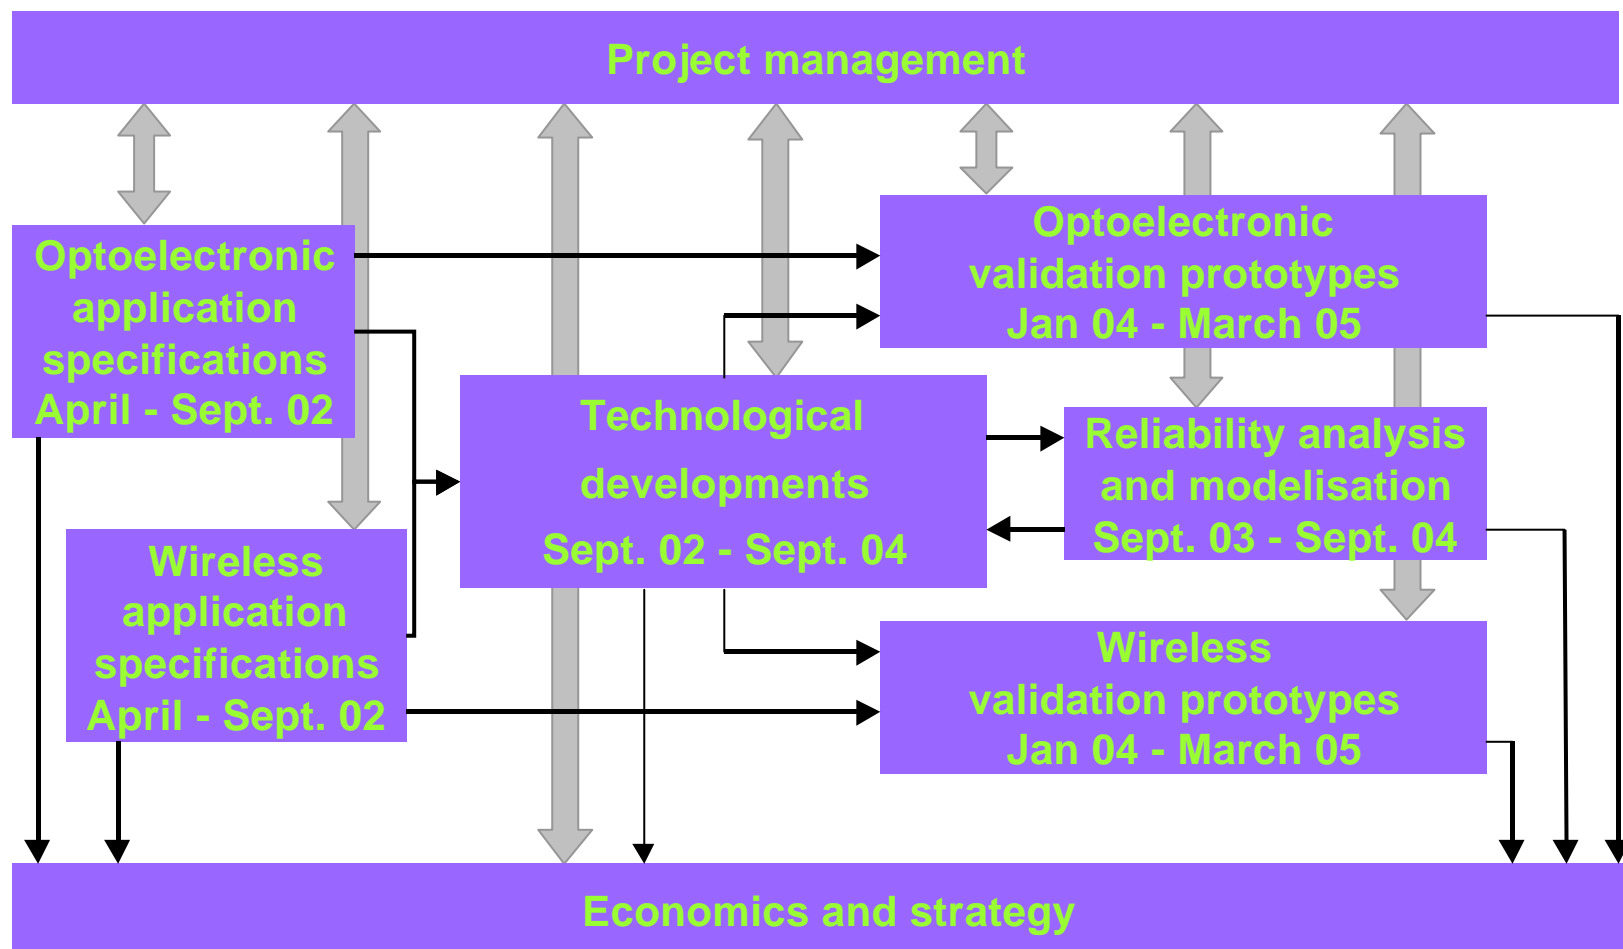 Project management
Optoelectronic
application
specifications
April - Sept. 02
Wireless
application
specifications
April - Sept. 02
Technological
developments
Sept. 02 - Sept. 04
Optoelectronic
validation prototypes
Jan 04 - March 05
Reliability analysis
and modelisation
Sept. 03 - Sept. 04
Wireless
validation prototypes
Jan 04 - March 05
Economics and strategy